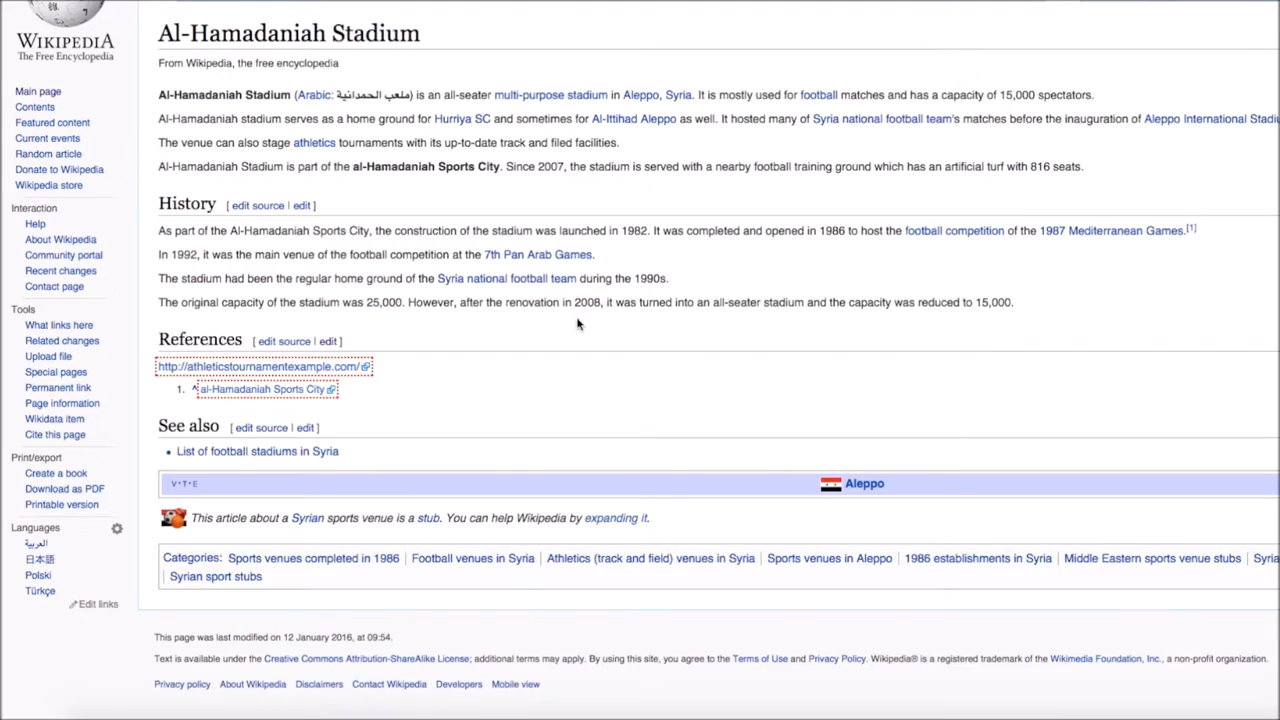 WIKIPEDIA
The Free Encyclopedia
Main page
Contents
Featured content
Current events
Random article
Donate to Wikipedia
Wikipedia store
Interaction
Help
About Wikipedia
Community portal
Recent changes
Contact page
Tools
What links here
Related changes
Upload file
Special pages
Permanent link
Page information
Wikidata item
Cite this page
Print/export
Create a book
Download as PDF
Printable version
Languages
العربية
日本語
Polski
Türkçe
Edit links
Al-Hamadaniah Stadium
From Wikipedia, the free encyclopedia
Al-Hamadaniah Stadium (Arabic: ملعب الحمدانية) is an all-seater multi-purpose stadium in Aleppo, Syria. It is mostly used for football matches and has a capacity of 15,000 spectators.
Al-Hamadaniah stadium serves as a home ground for Hurriya SC and sometimes for Al-Ittihad Aleppo as well. It hosted many of Syria national football team's matches before the inauguration of Aleppo International Stadiu
The venue can also stage athletics tournaments with its up-to-date track and filed facilities.
Al-Hamadaniah Stadium is part of the al-Hamadaniah Sports City. Since 2007, the stadium is served with a nearby football training ground which has an artificial turf with 816 seats.
History [ edit source | edit ]
As part of the Al-Hamadaniah Sports City, the construction of the stadium was launched in 1982. It was completed and opened in 1986 to host the football competition of the 1987 Mediterranean Games.[1]
In 1992, it was the main venue of the football competition at the 7th Pan Arab Games.
The stadium had been the regular home ground of the Syria national football team during the 1990s.
The original capacity of the stadium was 25,000. However, after the renovation in 2008, it was turned into an all-seater stadium and the capacity was reduced to 15,000.
References [ edit source | edit ]
http://athleticstournamentexample.com/
1. ^ al-Hamadaniah Sports City
See also [ edit source | edit ]
• List of football stadiums in Syria
V·T·E Aleppo
This article about a Syrian sports venue is a stub. You can help Wikipedia by expanding it.
Categories: Sports venues completed in 1986 | Football venues in Syria | Athletics (track and field) venues in Syria | Sports venues in Aleppo | 1986 establishments in Syria | Middle Eastern sports venue stubs | Syria
| Syrian sport stubs
This page was last modified on 12 January 2016, at 09:54.
Text is available under the Creative Commons Attribution-ShareAlike License; additional terms may apply. By using this site, you agree to the Terms of Use and Privacy Policy. Wikipedia® is a registered trademark of the Wikimedia Foundation, Inc., a non-profit organization.
Privacy policy About Wikipedia Disclaimers Contact Wikipedia Developers Mobile view